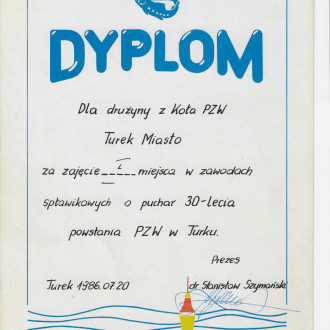 DYPLOM
Dla drużyny z Koła PZW
Turek Miasto
za zajęcie I miejsca w zawodach
spławikowych o puchar 30-lecia
powstania PZW w Turku.
Prezes
Turek 1986.07.20 dr. Stanisław Szymański